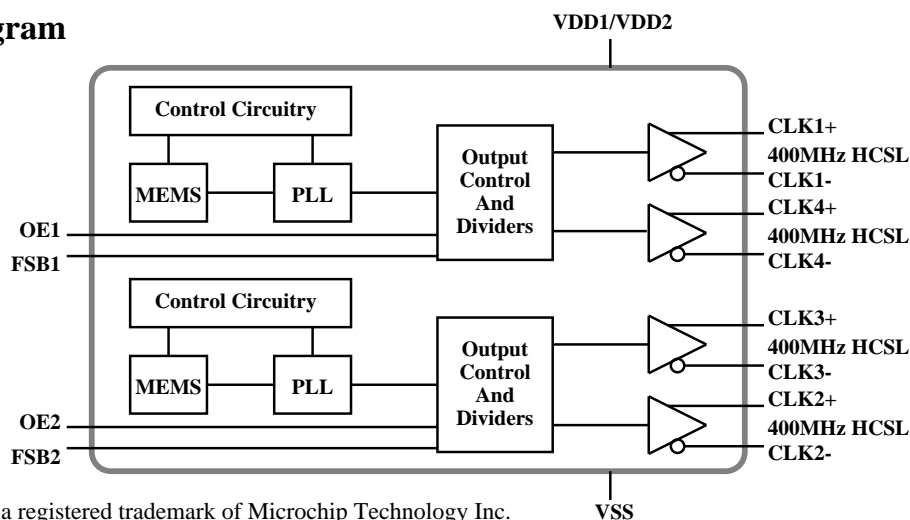 gram
VDD1/VDD2
Control Circuitry
MEMS
PLL
Output
Control
And
Dividers
CLK1+
400MHz HCSL
CLK1-
CLK4+
400MHz HCSL
CLK4-
OE1
FSB1
Control Circuitry
MEMS
PLL
Output
Control
And
Dividers
CLK3+
400MHz HCSL
CLK3-
CLK2+
400MHz HCSL
CLK2-
OE2
FSB2
a registered trademark of Microchip Technology Inc.
VSS